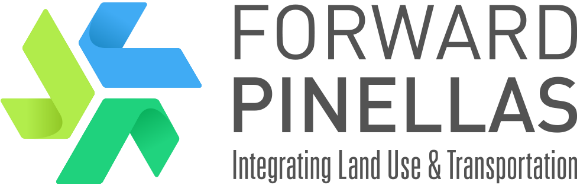 FORWARD
PINELLAS
Integrating Land Use & Transportation